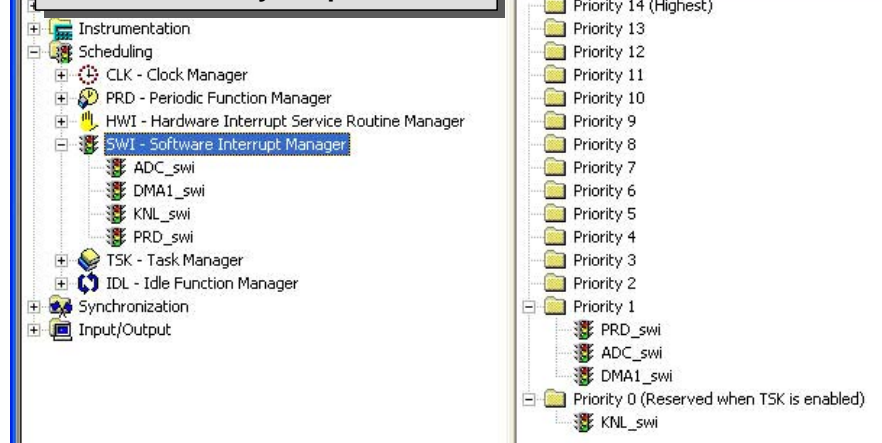 Instrumentation
Scheduling
CLK - Clock Manager
PRD - Periodic Function Manager
HWI - Hardware Interrupt Service Routine Manager
SWI - Software Interrupt Manager
ADC_swi
DMA1_swi
KNL_swi
PRD_swi
TSK - Task Manager
IDL - Idle Function Manager
Synchronization
Input/Output
Priority 14 (Highest)
Priority 13
Priority 12
Priority 11
Priority 10
Priority 9
Priority 8
Priority 7
Priority 6
Priority 5
Priority 4
Priority 3
Priority 2
Priority 1
PRD_swi
ADC_swi
DMA1_swi
Priority 0 (Reserved when TSK is enabled)
KNL_swi